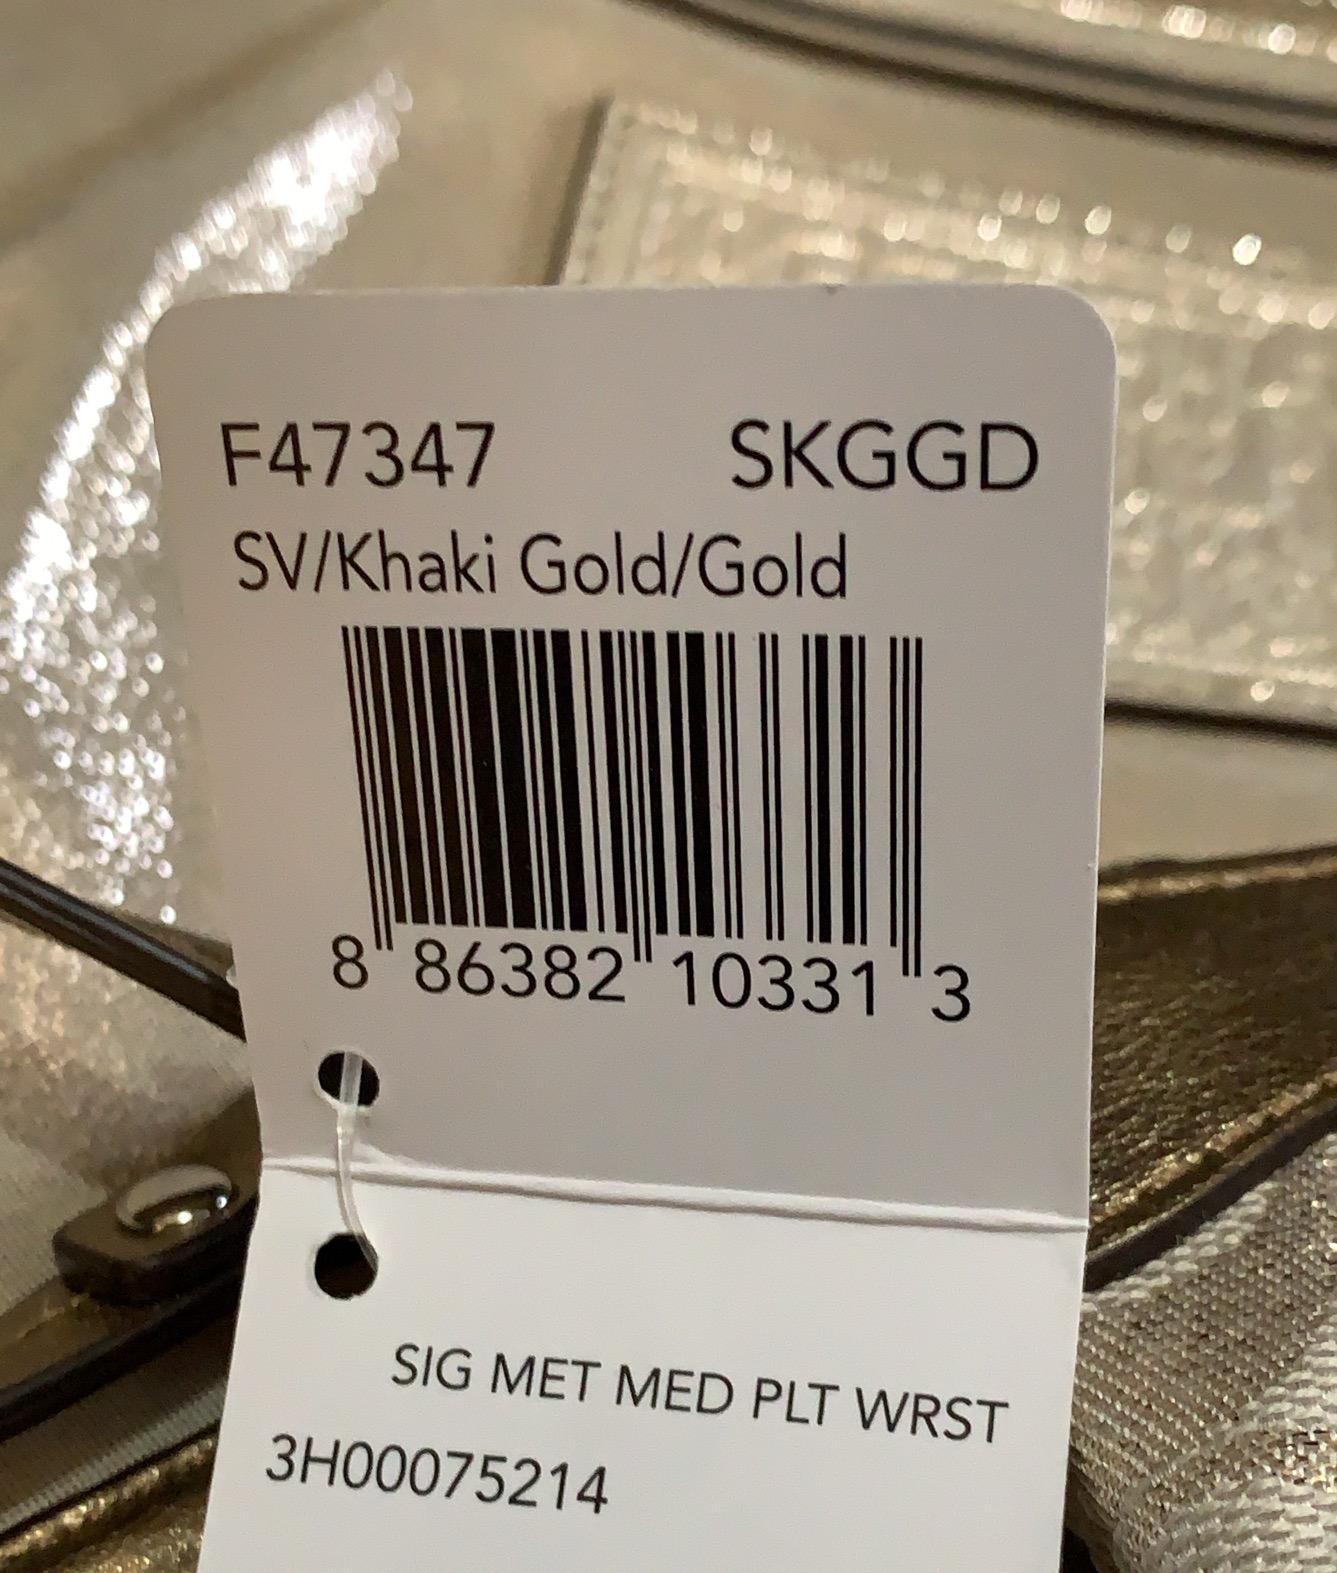 F47347 SKGGD
SV/Khaki Gold/Gold
8 86382 10331 3
SIG MET MED PLT WRST
3H00075214